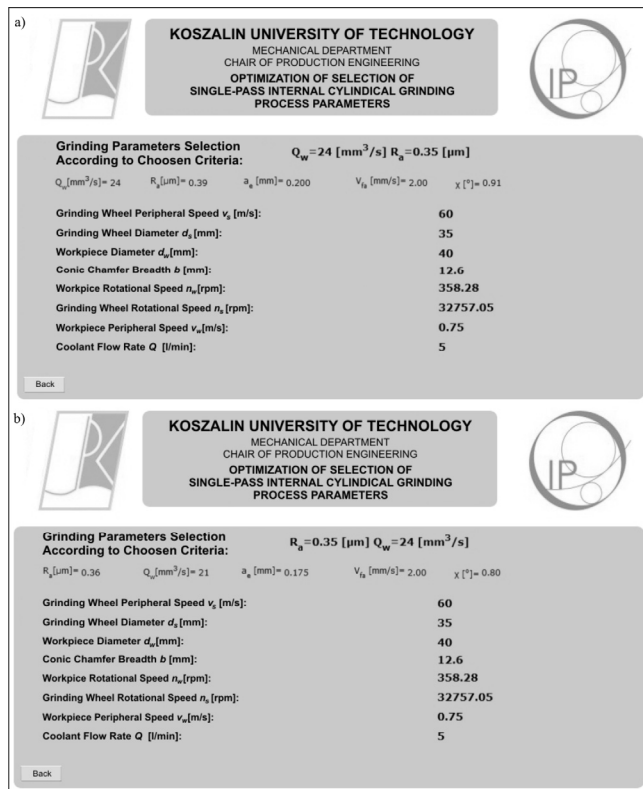 a)
KOSZALIN UNIVERSITY OF TECHNOLOGY
MECHANICAL DEPARTMENT
CHAIR OF PRODUCTION ENGINEERING
OPTIMIZATION OF SELECTION OF
SINGLE-PASS INTERNAL CYLINDICAL GRINDING
PROCESS PARAMETERS
IP
Grinding Parameters Selection
According to Choosen Criteria:
Q_w=24 [mm³/s] R_a=0.35 [µm]
Q_w[mm³/s]= 24 R_a[µm]= 0.39 a_e [mm]= 0.200 V_fa [mm/s]= 2.00 χ [°]= 0.91
Grinding Wheel Peripheral Speed v_s [m/s]: 60
Grinding Wheel Diameter d_s [mm]: 35
Workpiece Diameter d_w[mm]: 40
Conic Chamfer Breadth b [mm]: 12.6
Workpice Rotational Speed n_w[rpm]: 358.28
Grinding Wheel Rotational Speed n_s [rpm]: 32757.05
Workpiece Peripheral Speed v_w[m/s]: 0.75
Coolant Flow Rate Q [l/min]: 5
Back
b)
KOSZALIN UNIVERSITY OF TECHNOLOGY
MECHANICAL DEPARTMENT
CHAIR OF PRODUCTION ENGINEERING
OPTIMIZATION OF SELECTION OF
SINGLE-PASS INTERNAL CYLINDICAL GRINDING
PROCESS PARAMETERS
IP
Grinding Parameters Selection
According to Choosen Criteria:
R_a=0.35 [µm] Q_w=24 [mm³/s]
R_a[µm]= 0.36 Q_w[mm³/s]= 21 a_e [mm]= 0.175 V_fa [mm/s]= 2.00 χ [°]= 0.80
Grinding Wheel Peripheral Speed v_s [m/s]: 60
Grinding Wheel Diameter d_s [mm]: 35
Workpiece Diameter d_w[mm]: 40
Conic Chamfer Breadth b [mm]: 12.6
Workpice Rotational Speed n_w[rpm]: 358.28
Grinding Wheel Rotational Speed n_s [rpm]: 32757.05
Workpiece Peripheral Speed v_w[m/s]: 0.75
Coolant Flow Rate Q [l/min]: 5
Back